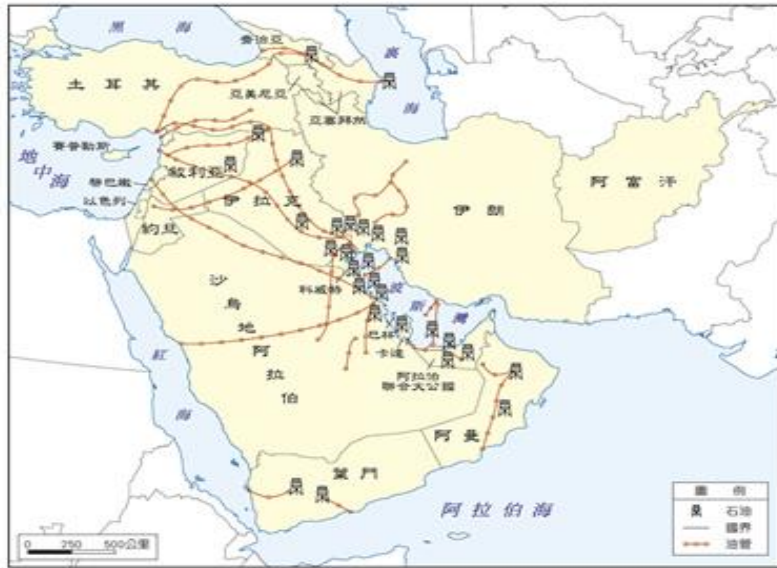 黑海
喬治亞
裏海
土耳其
亞美尼亞
亞塞拜然
賽普勒斯
地中海
敘利亞
黎巴嫩
以色列
伊拉克
伊朗
阿富汗
約旦
科威特
波斯灣
沙烏地阿拉伯
巴林
卡達
阿拉伯
聯合大公國
紅海
阿曼
葉門
阿拉伯海
圖例
石油
國界
油管
0 250 500公里